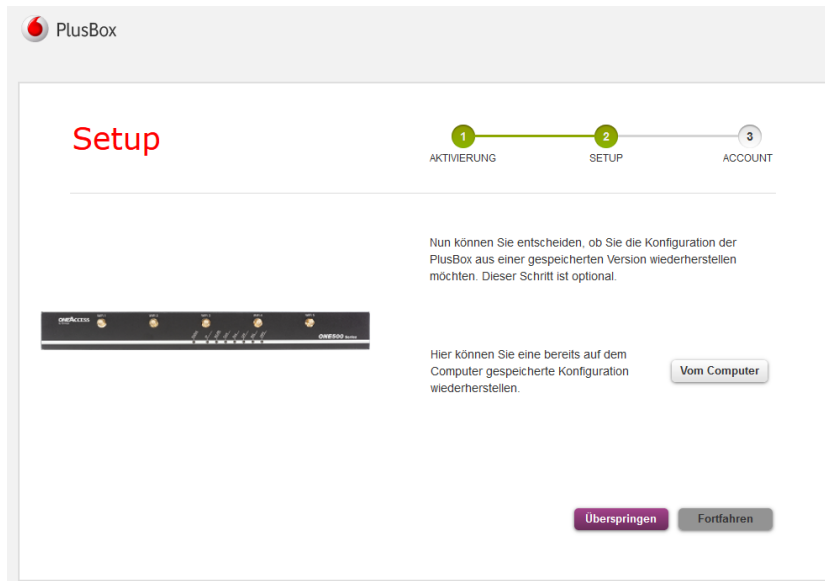 PlusBox
Setup
1
2
3
AKTIVIERUNG
SETUP
ACCOUNT
Nun können Sie entscheiden, ob Sie die Konfiguration der
PlusBox aus einer gespeicherten Version wiederherstellen
möchten. Dieser Schritt ist optional.
ONEACCESS
ONE500 Series
Hier können Sie eine bereits auf dem
Computer gespeicherte Konfiguration
wiederherstellen.
Vom Computer
Überspringen
Fortfahren